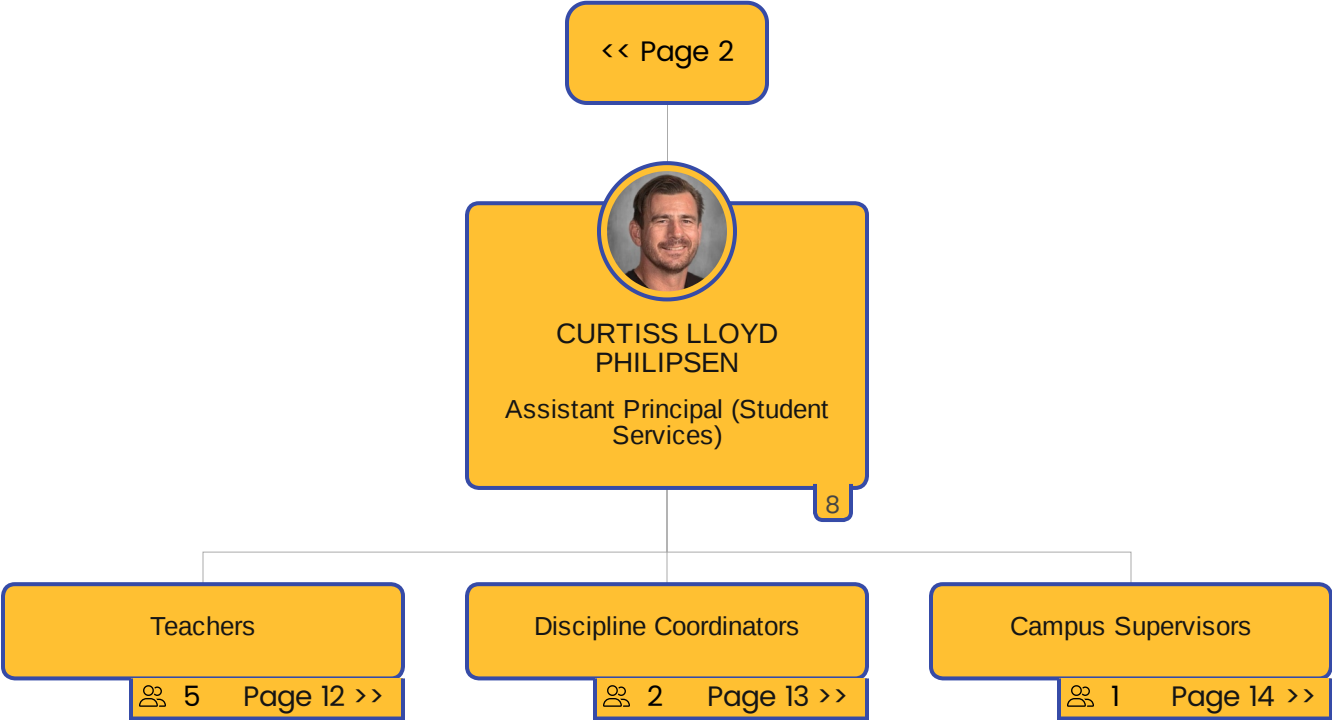 << Page 2
CURTISS LLOYD
PHILIPSEN
Assistant Principal (Student
Services)
8
Teachers
5 Page 12 >>
Discipline Coordinators
2 Page 13 >>
Campus Supervisors
1 Page 14 >>